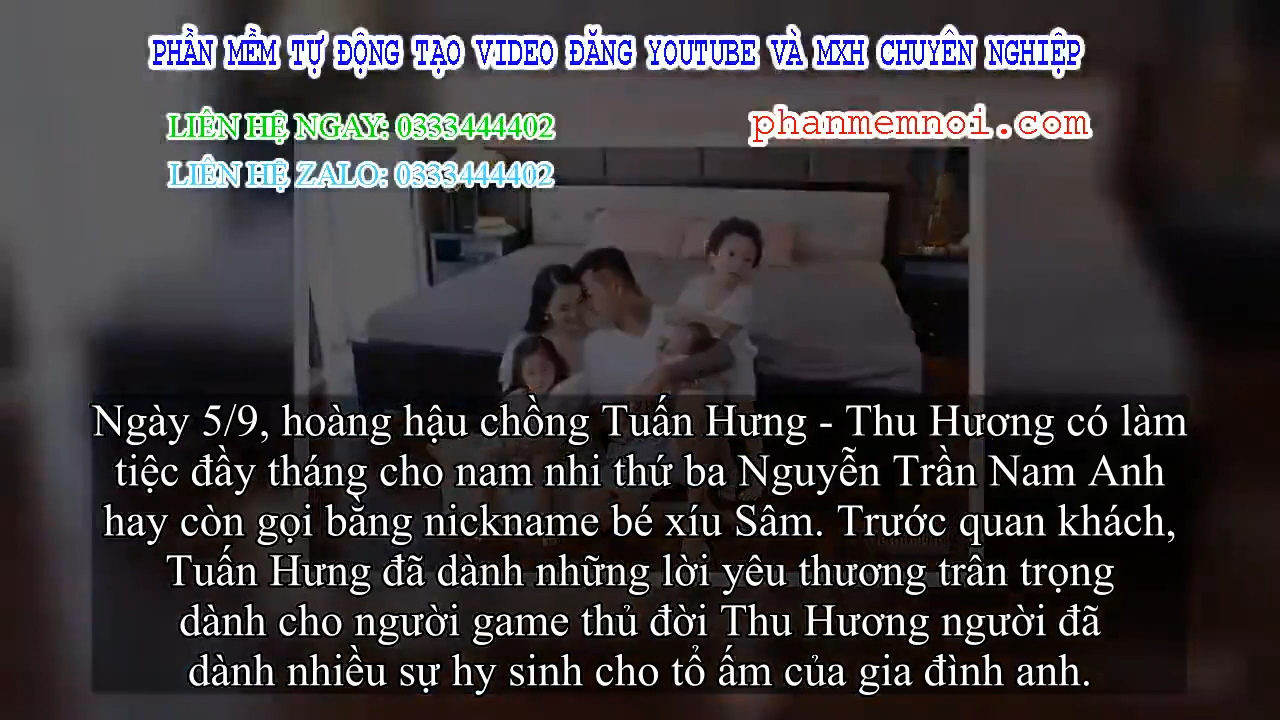 PHẦN MỀM TỰ ĐỘNG TẠO VIDEO ĐĂNG YOUTUBE VÀ MXH CHUYÊN NGHIỆP
LIÊN HỆ NGAY: 0333444402
phanmemnoi.com
LIÊN HỆ ZALO: 0333444402
Ngày 5/9, hoàng hậu chồng Tuấn Hưng - Thu Hương có làm
tiệc đầy tháng cho nam nhi thứ ba Nguyễn Trần Nam Anh
hay còn gọi bằng nickname bé xíu Sâm. Trước quan khách,
Tuấn Hưng đã dành những lời yêu thương trân trọng
dành cho người game thủ đời Thu Hương người đã
dành nhiều sự hy sinh cho tổ ấm của gia đình anh.